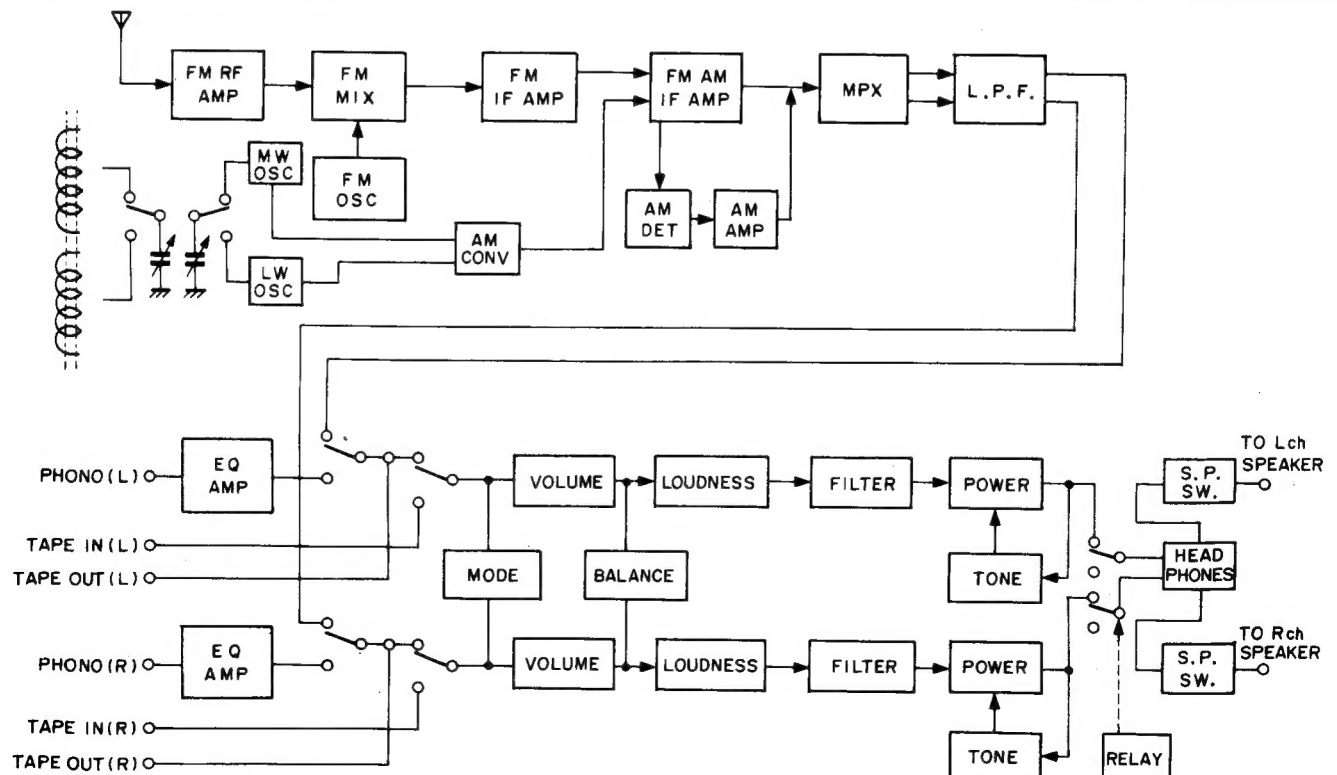 FM RF
AMP
FM
MIX
FM
IF AMP
FM AM
IF AMP
MPX
L.P.F.
MW
OSC
FM
OSC
AM
DET
AM
AMP
AM
CONV
LW
OSC
PHONO(L)
EQ
AMP
VOLUME
LOUDNESS
FILTER
POWER
S.P.
SW.
TO Lch
SPEAKER
TAPE IN(L)
TAPE OUT(L)
MODE
BALANCE
TONE
HEAD
PHONES
PHONO(R)
EQ
AMP
VOLUME
LOUDNESS
FILTER
POWER
S.P.
SW.
TO Rch
SPEAKER
TAPE IN(R)
TAPE OUT(R)
TONE
RELAY